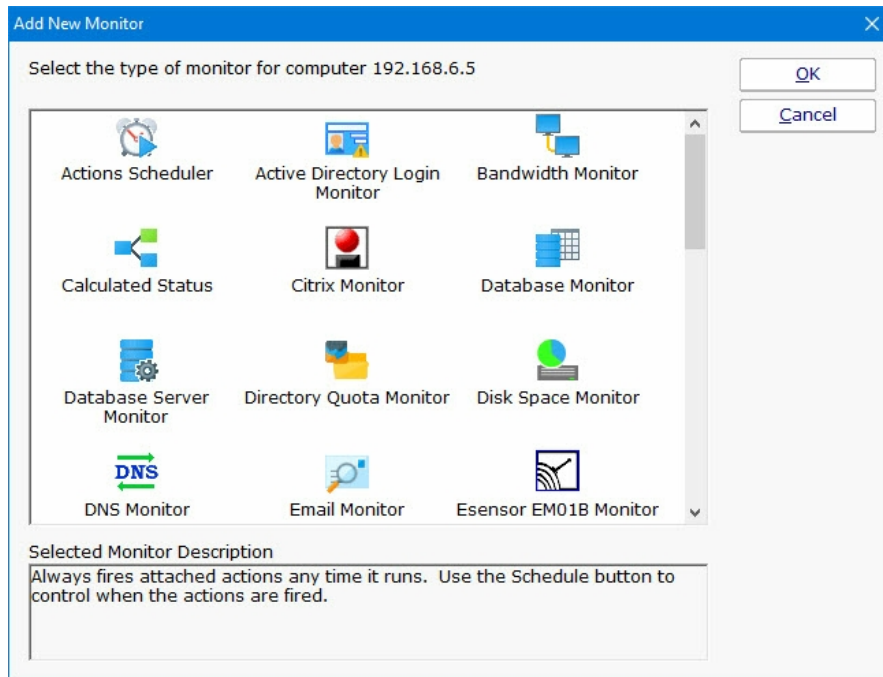 Add New Monitor
Select the type of monitor for computer 192.168.6.5
OK
Cancel
Actions Scheduler
Active Directory Login
Monitor
Bandwidth Monitor
Calculated Status
Citrix Monitor
Database Monitor
Database Server
Monitor
Directory Quota Monitor
Disk Space Monitor
DNS
DNS Monitor
Email Monitor
Esensor EM01B Monitor
Selected Monitor Description
Always fires attached actions any time it runs.  Use the Schedule button to
control when the actions are fired.